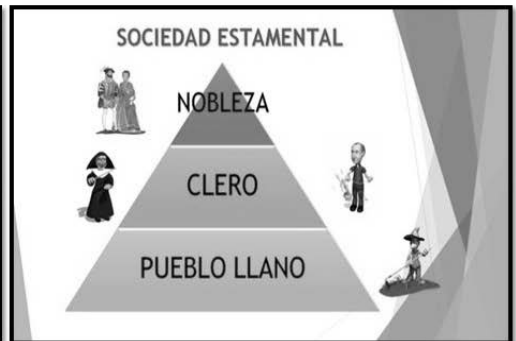 SOCIEDAD ESTAMENTAL
NOBLEZA
CLERO
PUEBLO LLANO